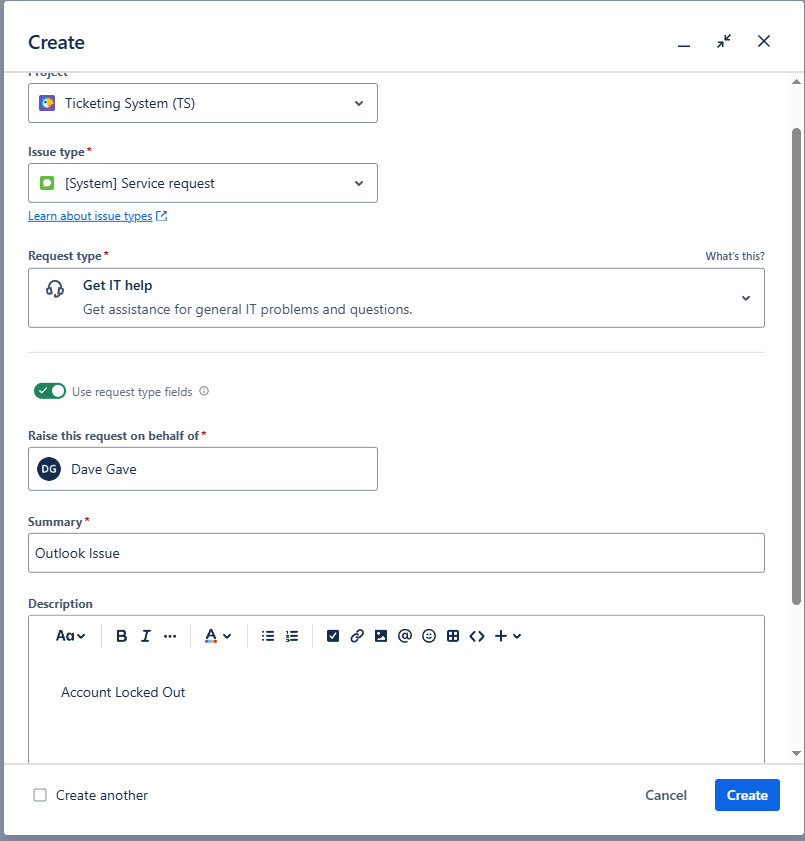 Create
Project
Ticketing System (TS)
Issue type*
[System] Service request
Learn about issue types
Request type*
What's this?
Get IT help
Get assistance for general IT problems and questions.
Use request type fields
Raise this request on behalf of*
DG
Dave Gave
Summary*
Outlook Issue
Description
Aa B I ... A @ <> +
Account Locked Out
Create another
Cancel
Create